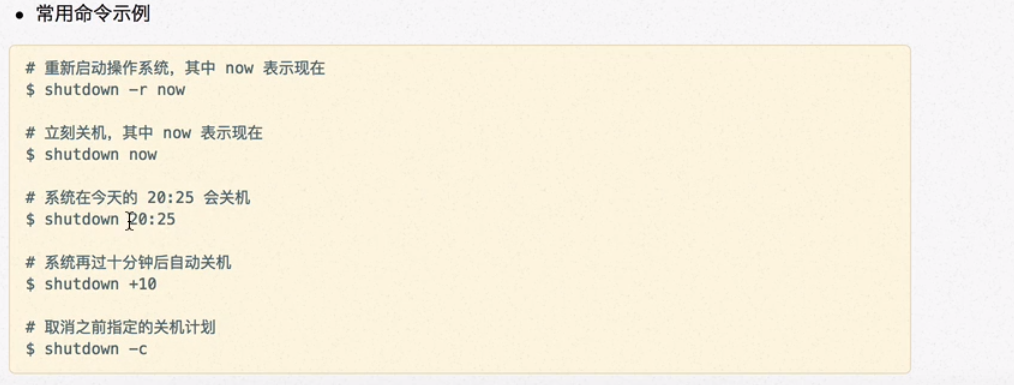 • 常用命令示例
# 重新启动操作系统，其中 now 表示现在
$ shutdown -r now
# 立刻关机，其中 now 表示现在
$ shutdown now
# 系统在今天的 20:25 会关机
$ shutdown 20:25
# 系统再过十分钟后自动关机
$ shutdown +10
# 取消之前指定的关机计划
$ shutdown -c